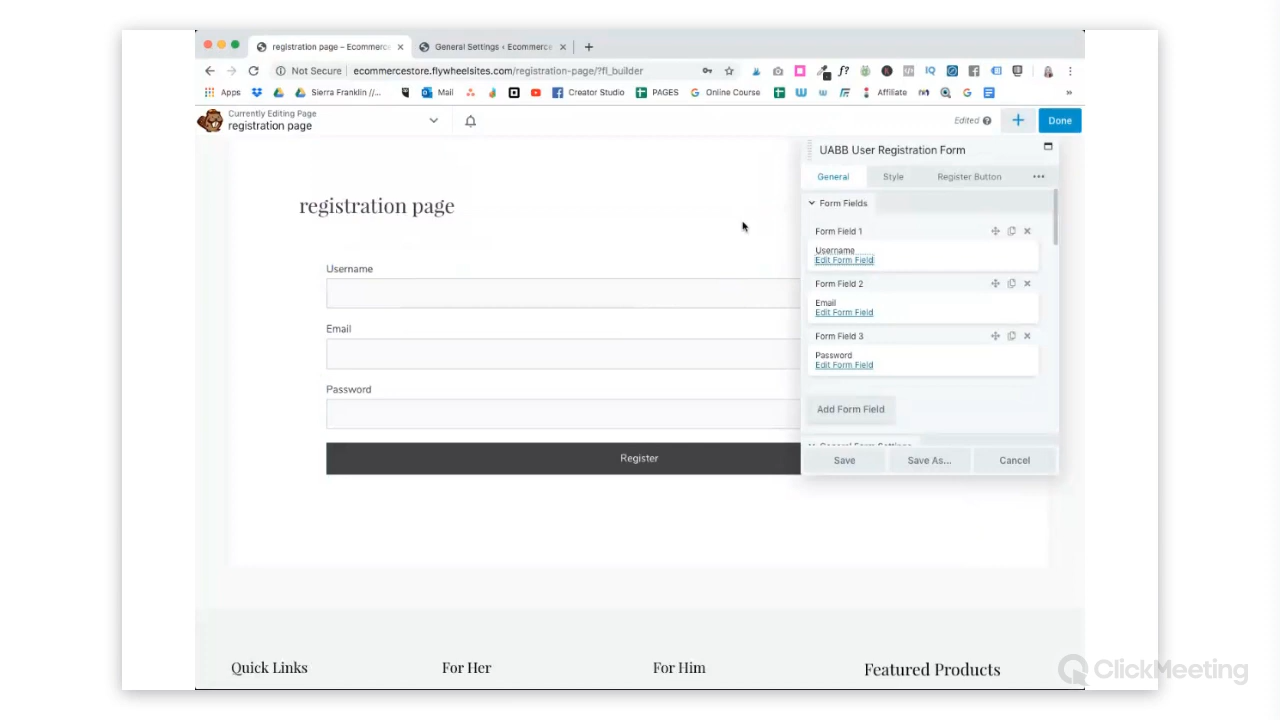 registration page – Ecommerce
General Settings ‹ Ecommerce
Not Secure
ecommercestore.flywheelsites.com/registration-page/?fl_builder
Apps
Sierra Franklin //...
Mail
Creator Studio
PAGES
Online Course
Affiliate
»
Currently Editing Page
registration page
Edited
Done
UABB User Registration Form
General
Style
Register Button
Form Fields
Form Field 1
Username
Edit Form Field
Form Field 2
Email
Edit Form Field
Form Field 3
Password
Edit Form Field
Add Form Field
General Form Settings
Save
Save As...
Cancel
registration page
Username
Email
Password
Register
Quick Links
For Her
For Him
Featured Products
ClickMeeting